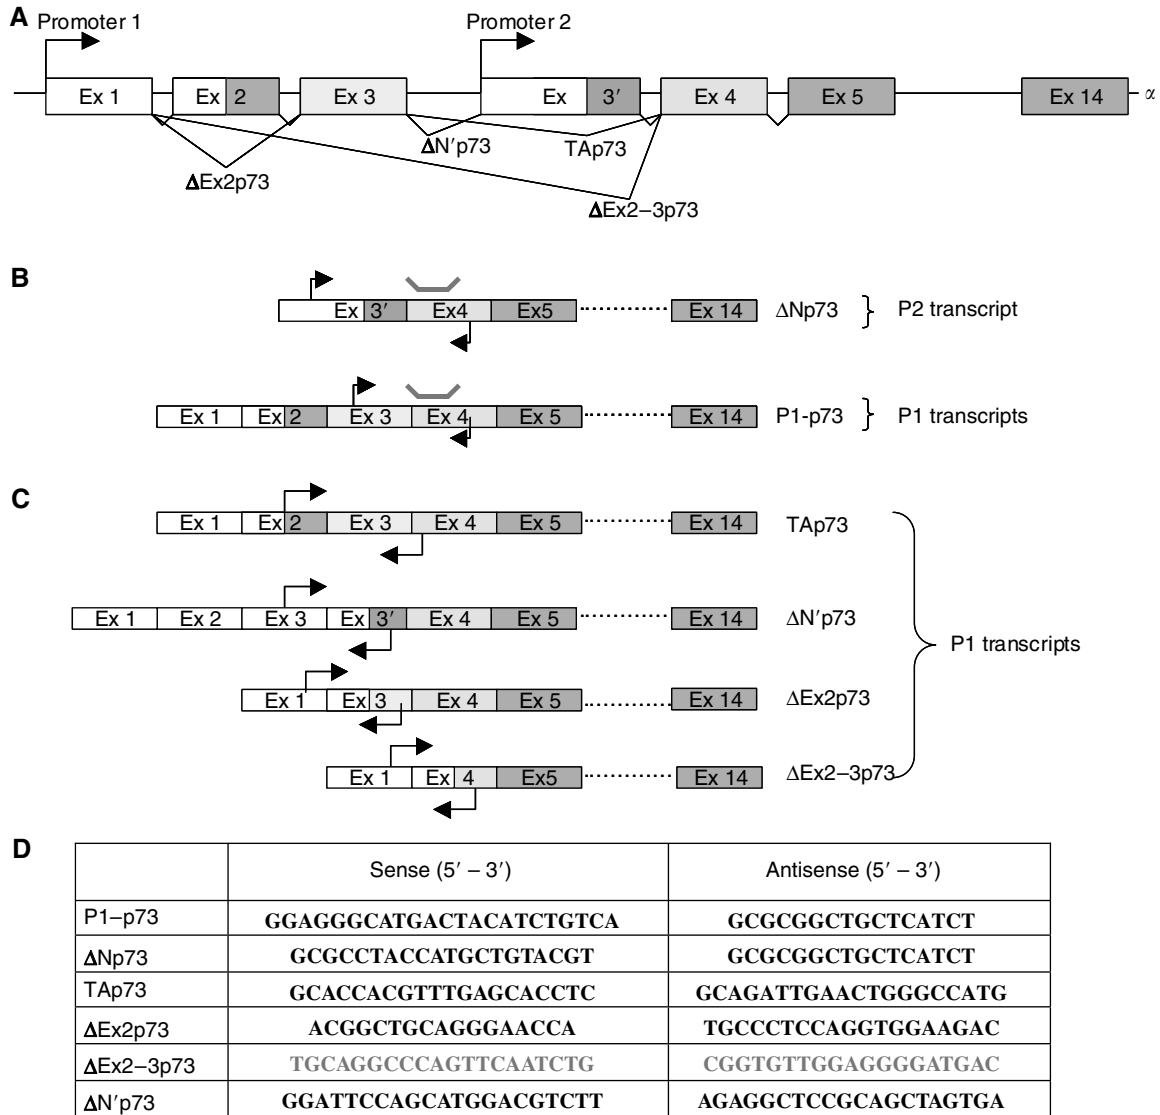 A
Promoter 1 Promoter 2
Ex 1 Ex 2 Ex 3 Ex 3′ Ex 4 Ex 5 Ex 14 α
ΔN′p73 TAp73
ΔEx2p73
ΔEx2–3p73
B
Ex 3′ Ex4 Ex5 Ex 14 ΔNp73 } P2 transcript
Ex 1 Ex 2 Ex 3 Ex 4 Ex 5 Ex 14 P1-p73 } P1 transcripts
C
Ex 1 Ex 2 Ex 3 Ex 4 Ex 5 Ex 14 TAp73
Ex 1 Ex 2 Ex 3 Ex 3′ Ex 4 Ex 5 Ex 14 ΔN′p73
P1 transcripts
Ex 1 Ex 3 Ex 4 Ex 5 Ex 14 ΔEx2p73
Ex 1 Ex 4 Ex5 Ex 14 ΔEx2–3p73
D
Sense (5′ – 3′) Antisense (5′ – 3′)
P1–p73 GGAGGGCATGACTACATCTGTCA GCGCGGCTGCTCATCT
ΔNp73 GCGCCTACCATGCTGTACGT GCGCGGCTGCTCATCT
TAp73 GCACCACGTTTGAGCACCTC GCAGATTGAACTGGGCCATG
ΔEx2p73 ACGGCTGCAGGGAACCA TGCCCTCCAGGTGGAAGAC
ΔEx2–3p73 TGCAGGCCCAGTTCAATCTG CGGTGTTGGAGGGGATGAC
ΔN′p73 GGATTCCAGCATGGACGTCTT AGAGGCTCCGCAGCTAGTGA